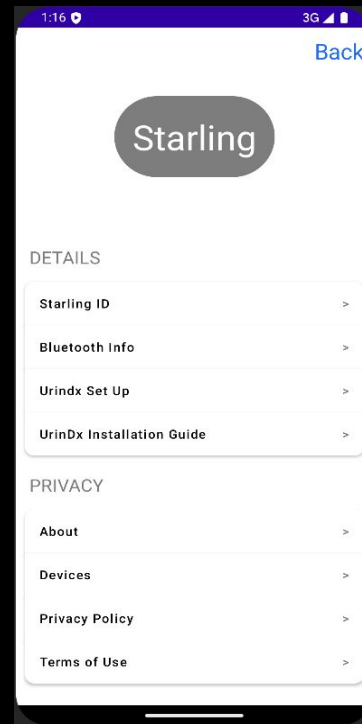 1:16 3G
Back
Starling
DETAILS
Starling ID >
Bluetooth Info >
Urindx Set Up >
UrinDx Installation Guide >
PRIVACY
About >
Devices >
Privacy Policy >
Terms of Use >